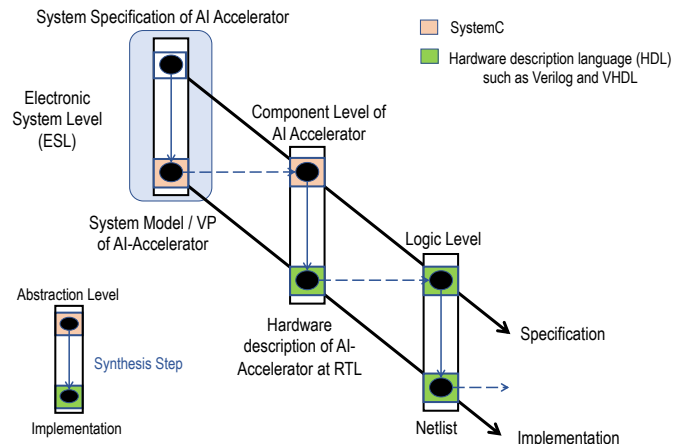 System Specification of AI Accelerator
SystemC
Hardware description language (HDL)
such as Verilog and VHDL
Electronic
System Level
(ESL)
Component Level of
AI Accelerator
System Model / VP
of AI-Accelerator
Logic Level
Abstraction Level
Synthesis Step
Implementation
Hardware
description of AI-
Accelerator at RTL
Specification
Netlist
Implementation